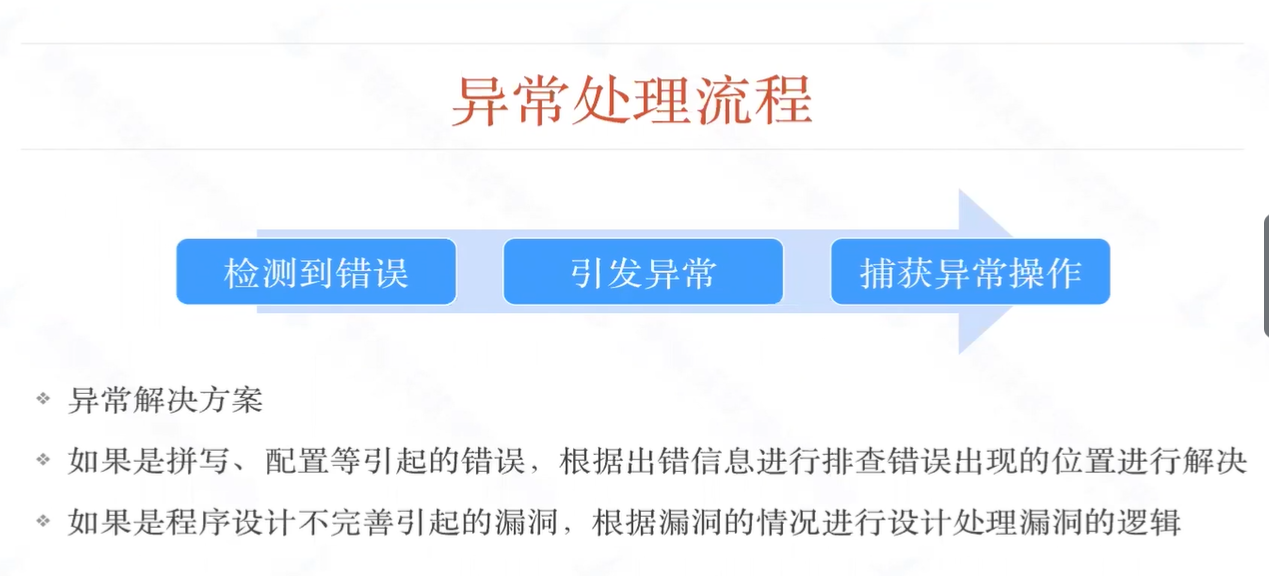 异常处理流程
检测到错误
引发异常
捕获异常操作
异常解决方案
如果是拼写、配置等引起的错误，根据出错信息进行排查错误出现的位置进行解决
如果是程序设计不完善引起的漏洞，根据漏洞的情况进行设计处理漏洞的逻辑